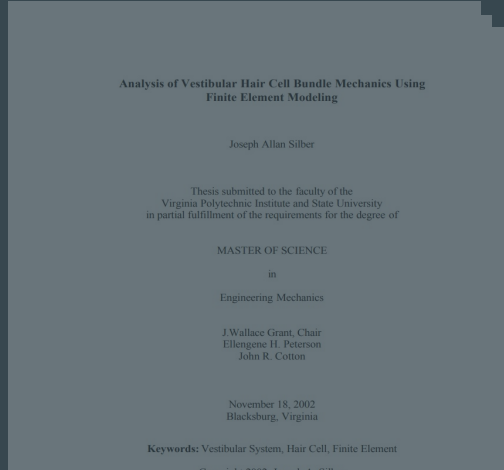 Analysis of Vestibular Hair Cell Bundle Mechanics Using
Finite Element Modeling
Joseph Allan Silber
Thesis submitted to the faculty of the
Virginia Polytechnic Institute and State University
in partial fulfillment of the requirements for the degree of
MASTER OF SCIENCE
in
Engineering Mechanics
J.Wallace Grant, Chair
Ellengene H. Peterson
John R. Cotton
November 18, 2002
Blacksburg, Virginia
Keywords: Vestibular System, Hair Cell, Finite Element